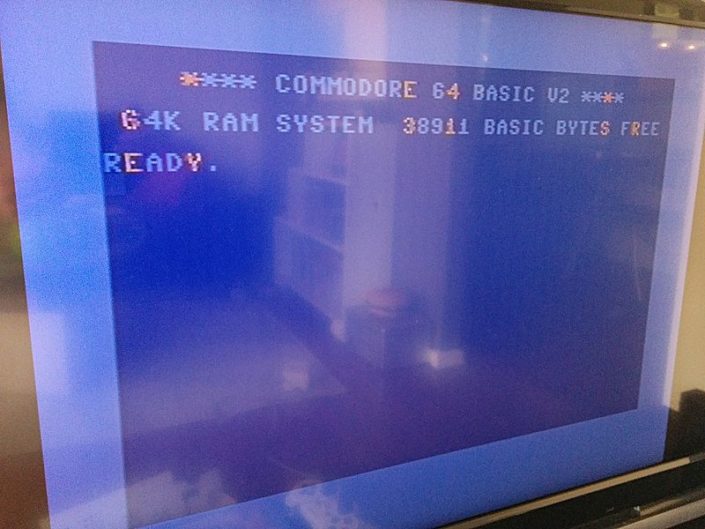 **** COMMODORE 64 BASIC V2 ****
64K RAM SYSTEM 38911 BASIC BYTES FREE
READY.